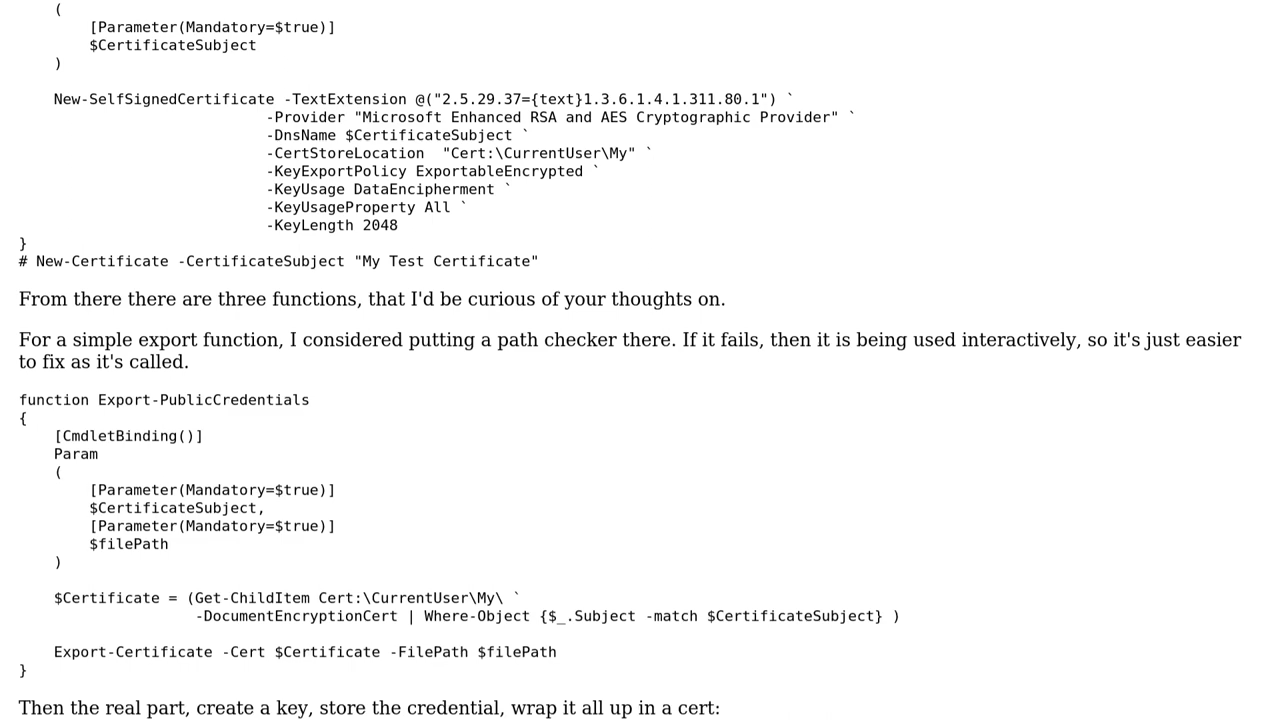 (
[Parameter(Mandatory=$true)]
$CertificateSubject
)
New-SelfSignedCertificate -TextExtension @("2.5.29.37={text}1.3.6.1.4.1.311.80.1") `
-Provider "Microsoft Enhanced RSA and AES Cryptographic Provider" `
-DnsName $CertificateSubject `
-CertStoreLocation  "Cert:\CurrentUser\My" `
-KeyExportPolicy ExportableEncrypted `
-KeyUsage DataEncipherment `
-KeyUsageProperty All `
-KeyLength 2048
}
# New-Certificate -CertificateSubject "My Test Certificate"
From there there are three functions, that I'd be curious of your thoughts on.
For a simple export function, I considered putting a path checker there. If it fails, then it is being used interactively, so it's just easier
to fix as it's called.
function Export-PublicCredentials
{
[CmdletBinding()]
Param
(
[Parameter(Mandatory=$true)]
$CertificateSubject,
[Parameter(Mandatory=$true)]
$filePath
)
$Certificate = (Get-ChildItem Cert:\CurrentUser\My\ `
-DocumentEncryptionCert | Where-Object {$_.Subject -match $CertificateSubject} )
Export-Certificate -Cert $Certificate -FilePath $filePath
}
Then the real part, create a key, store the credential, wrap it all up in a cert: